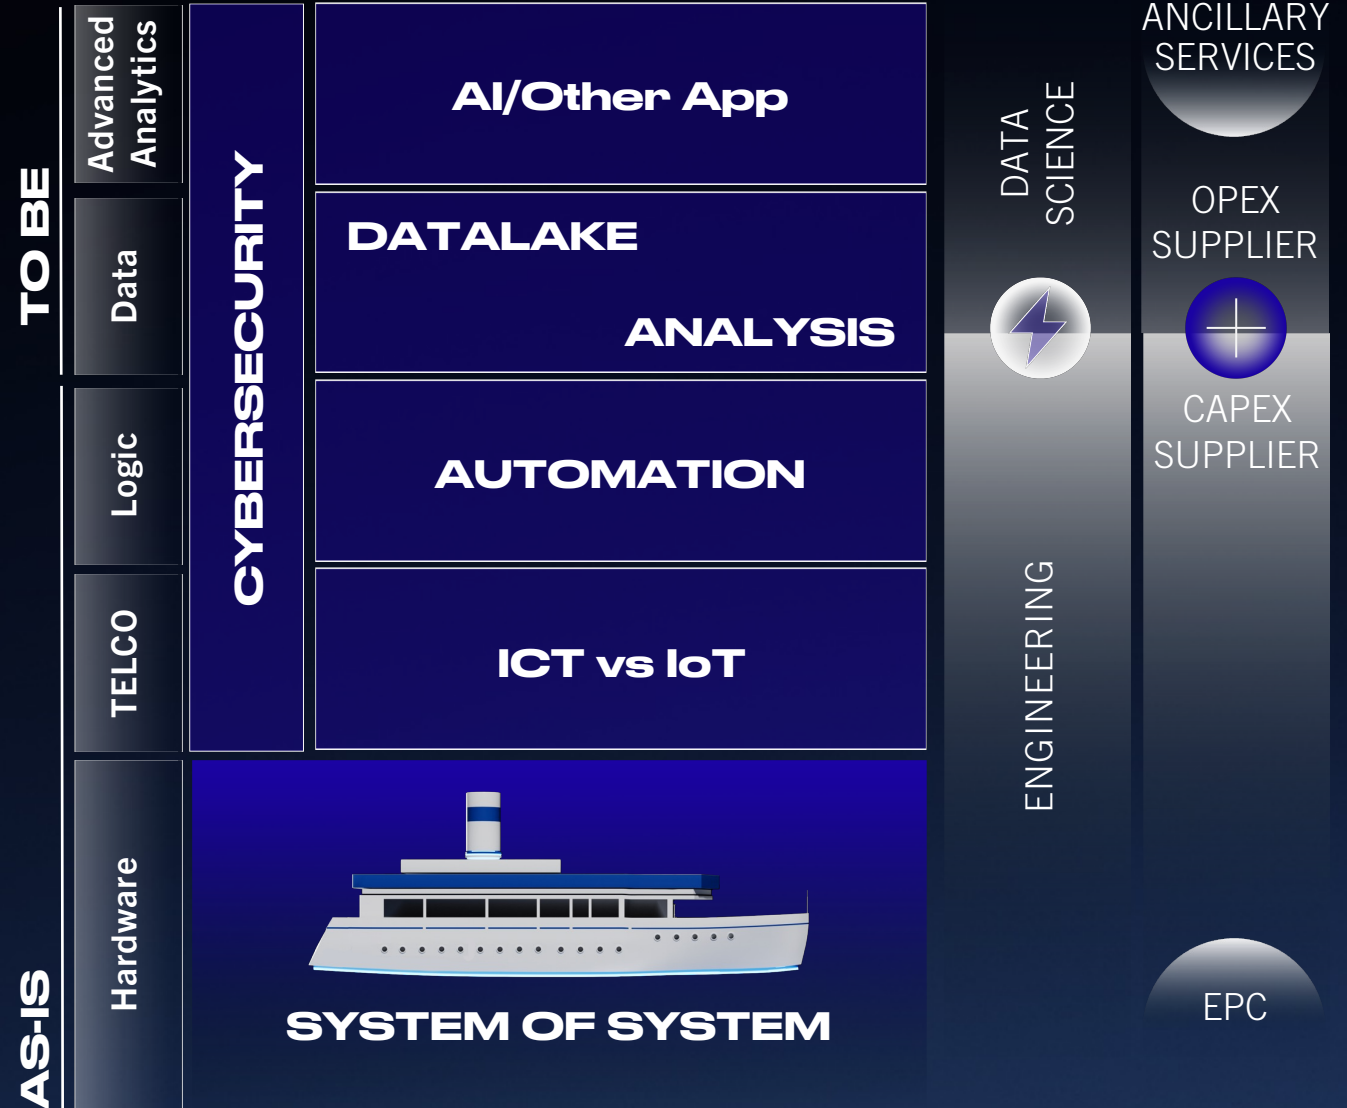 TO BE
AS-IS
Advanced
Analytics
Data
Logic
TELCO
Hardware
CYBERSECURITY
AI/Other App
DATALAKE
ANALYSIS
AUTOMATION
ICT vs IoT
SYSTEM OF SYSTEM
DATA
SCIENCE
ENGINEERING
ANCILLARY
SERVICES
OPEX
SUPPLIER
CAPEX
SUPPLIER
EPC